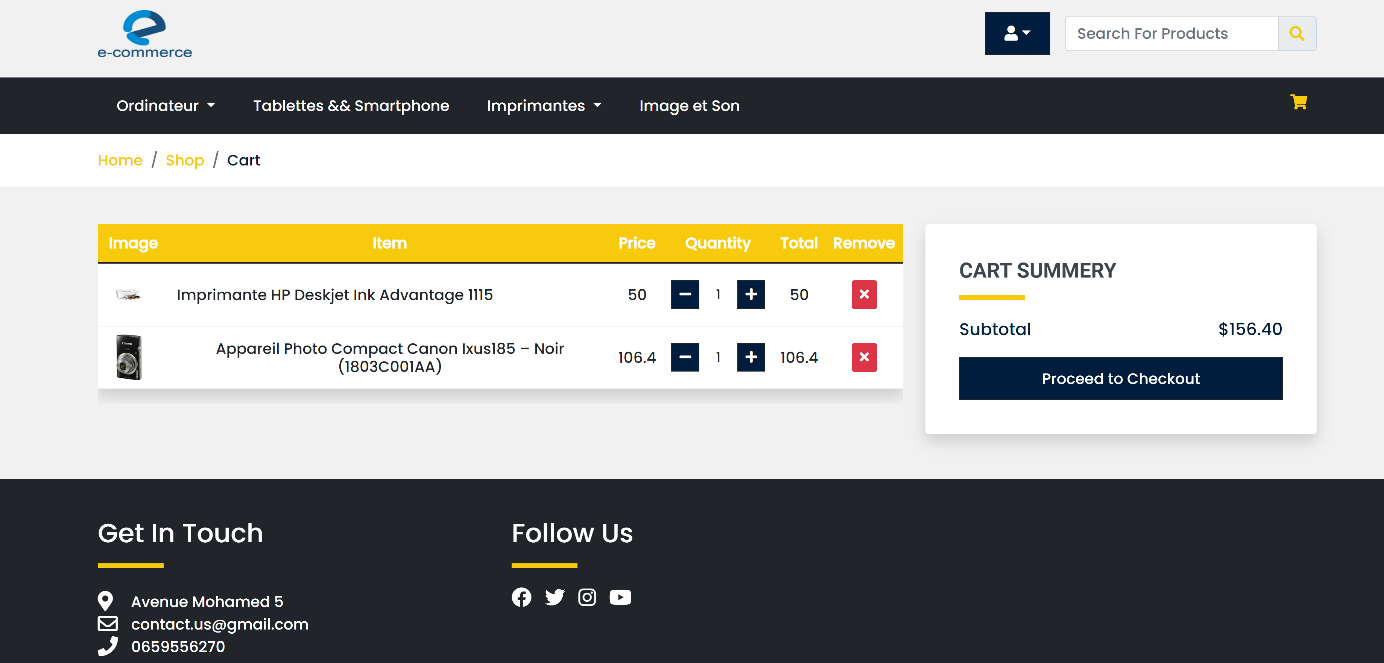 e-commerce
Search For Products
Ordinateur
Tablettes && Smartphone
Imprimantes
Image et Son
Home / Shop / Cart
Image Item Price Quantity Total Remove
Imprimante HP Deskjet Ink Advantage 1115 50 1 50
Appareil Photo Compact Canon Ixus185 – Noir
(1803C001AA) 106.4 1 106.4
CART SUMMERY
Subtotal $156.40
Proceed to Checkout
Get In Touch
Avenue Mohamed 5
contact.us@gmail.com
0659556270
Follow Us